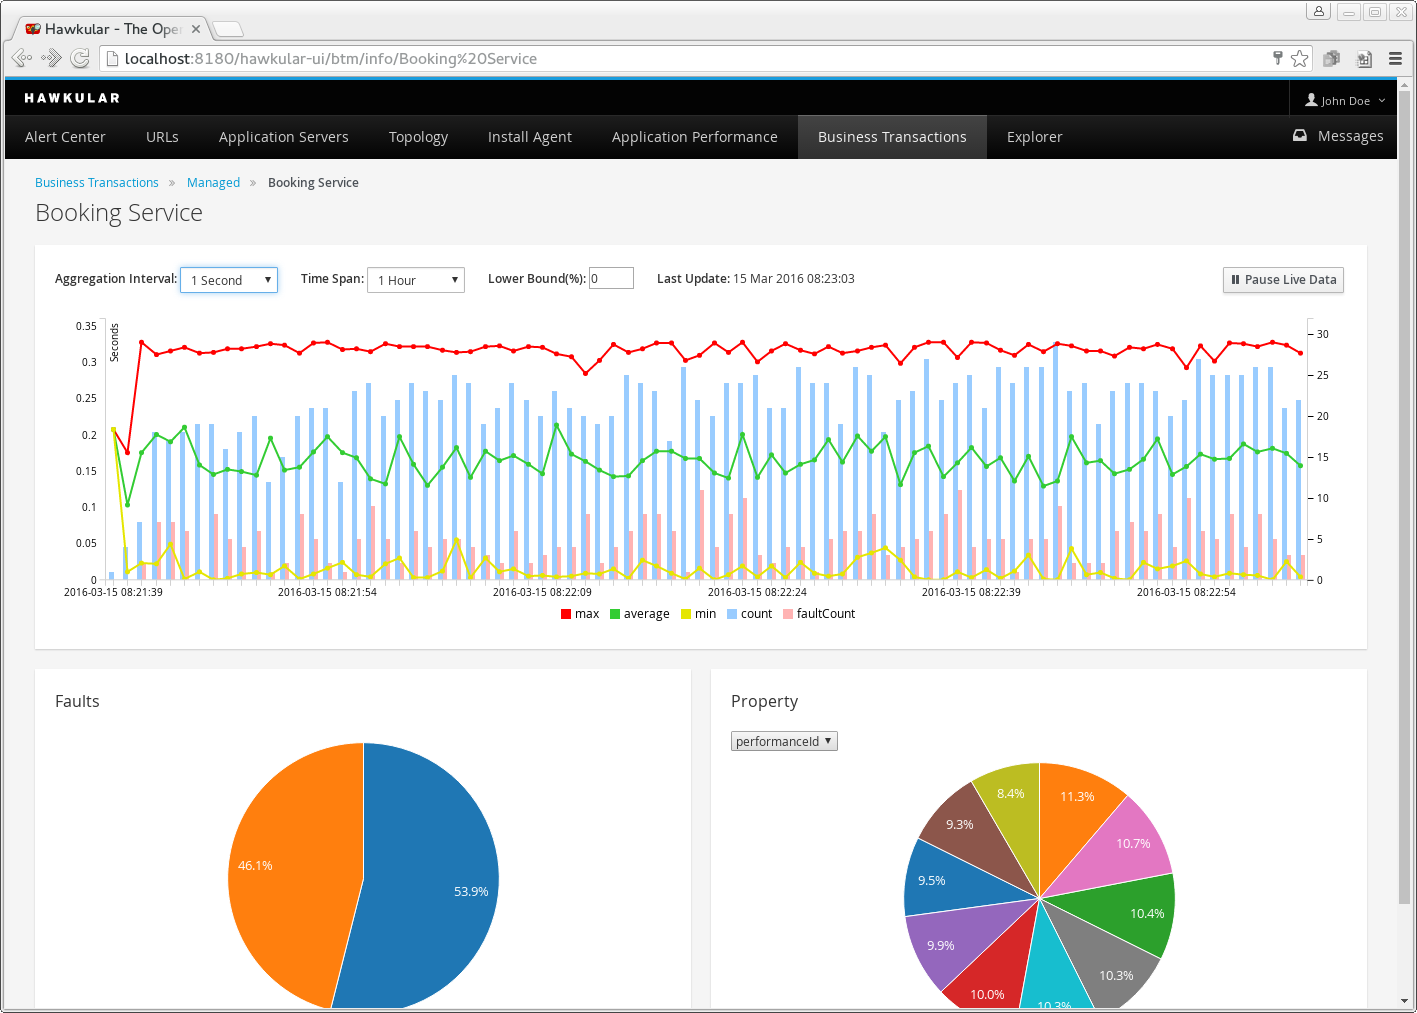 Hawkular - The Ope
localhost:8180/hawkular-ui/btm/info/Booking%20Service
HAWKULAR
John Doe
Alert Center URLs Application Servers Topology Install Agent Application Performance Business Transactions Explorer Messages
Business Transactions » Managed » Booking Service
Booking Service
Aggregation Interval: 1 Second Time Span: 1 Hour Lower Bound(%): 0 Last Update: 15 Mar 2016 08:23:03 Pause Live Data
Seconds
0.35
0.3
0.25
0.2
0.15
0.1
0.05
0
30
25
20
15
10
5
0
2016-03-15 08:21:39 2016-03-15 08:21:54 2016-03-15 08:22:09 2016-03-15 08:22:24 2016-03-15 08:22:39 2016-03-15 08:22:54
max average min count faultCount
Faults
46.1%
53.9%
Property
performanceId
8.4%
11.3%
9.3%
10.7%
9.5%
10.4%
9.9%
10.3%
10.0%
10.3%